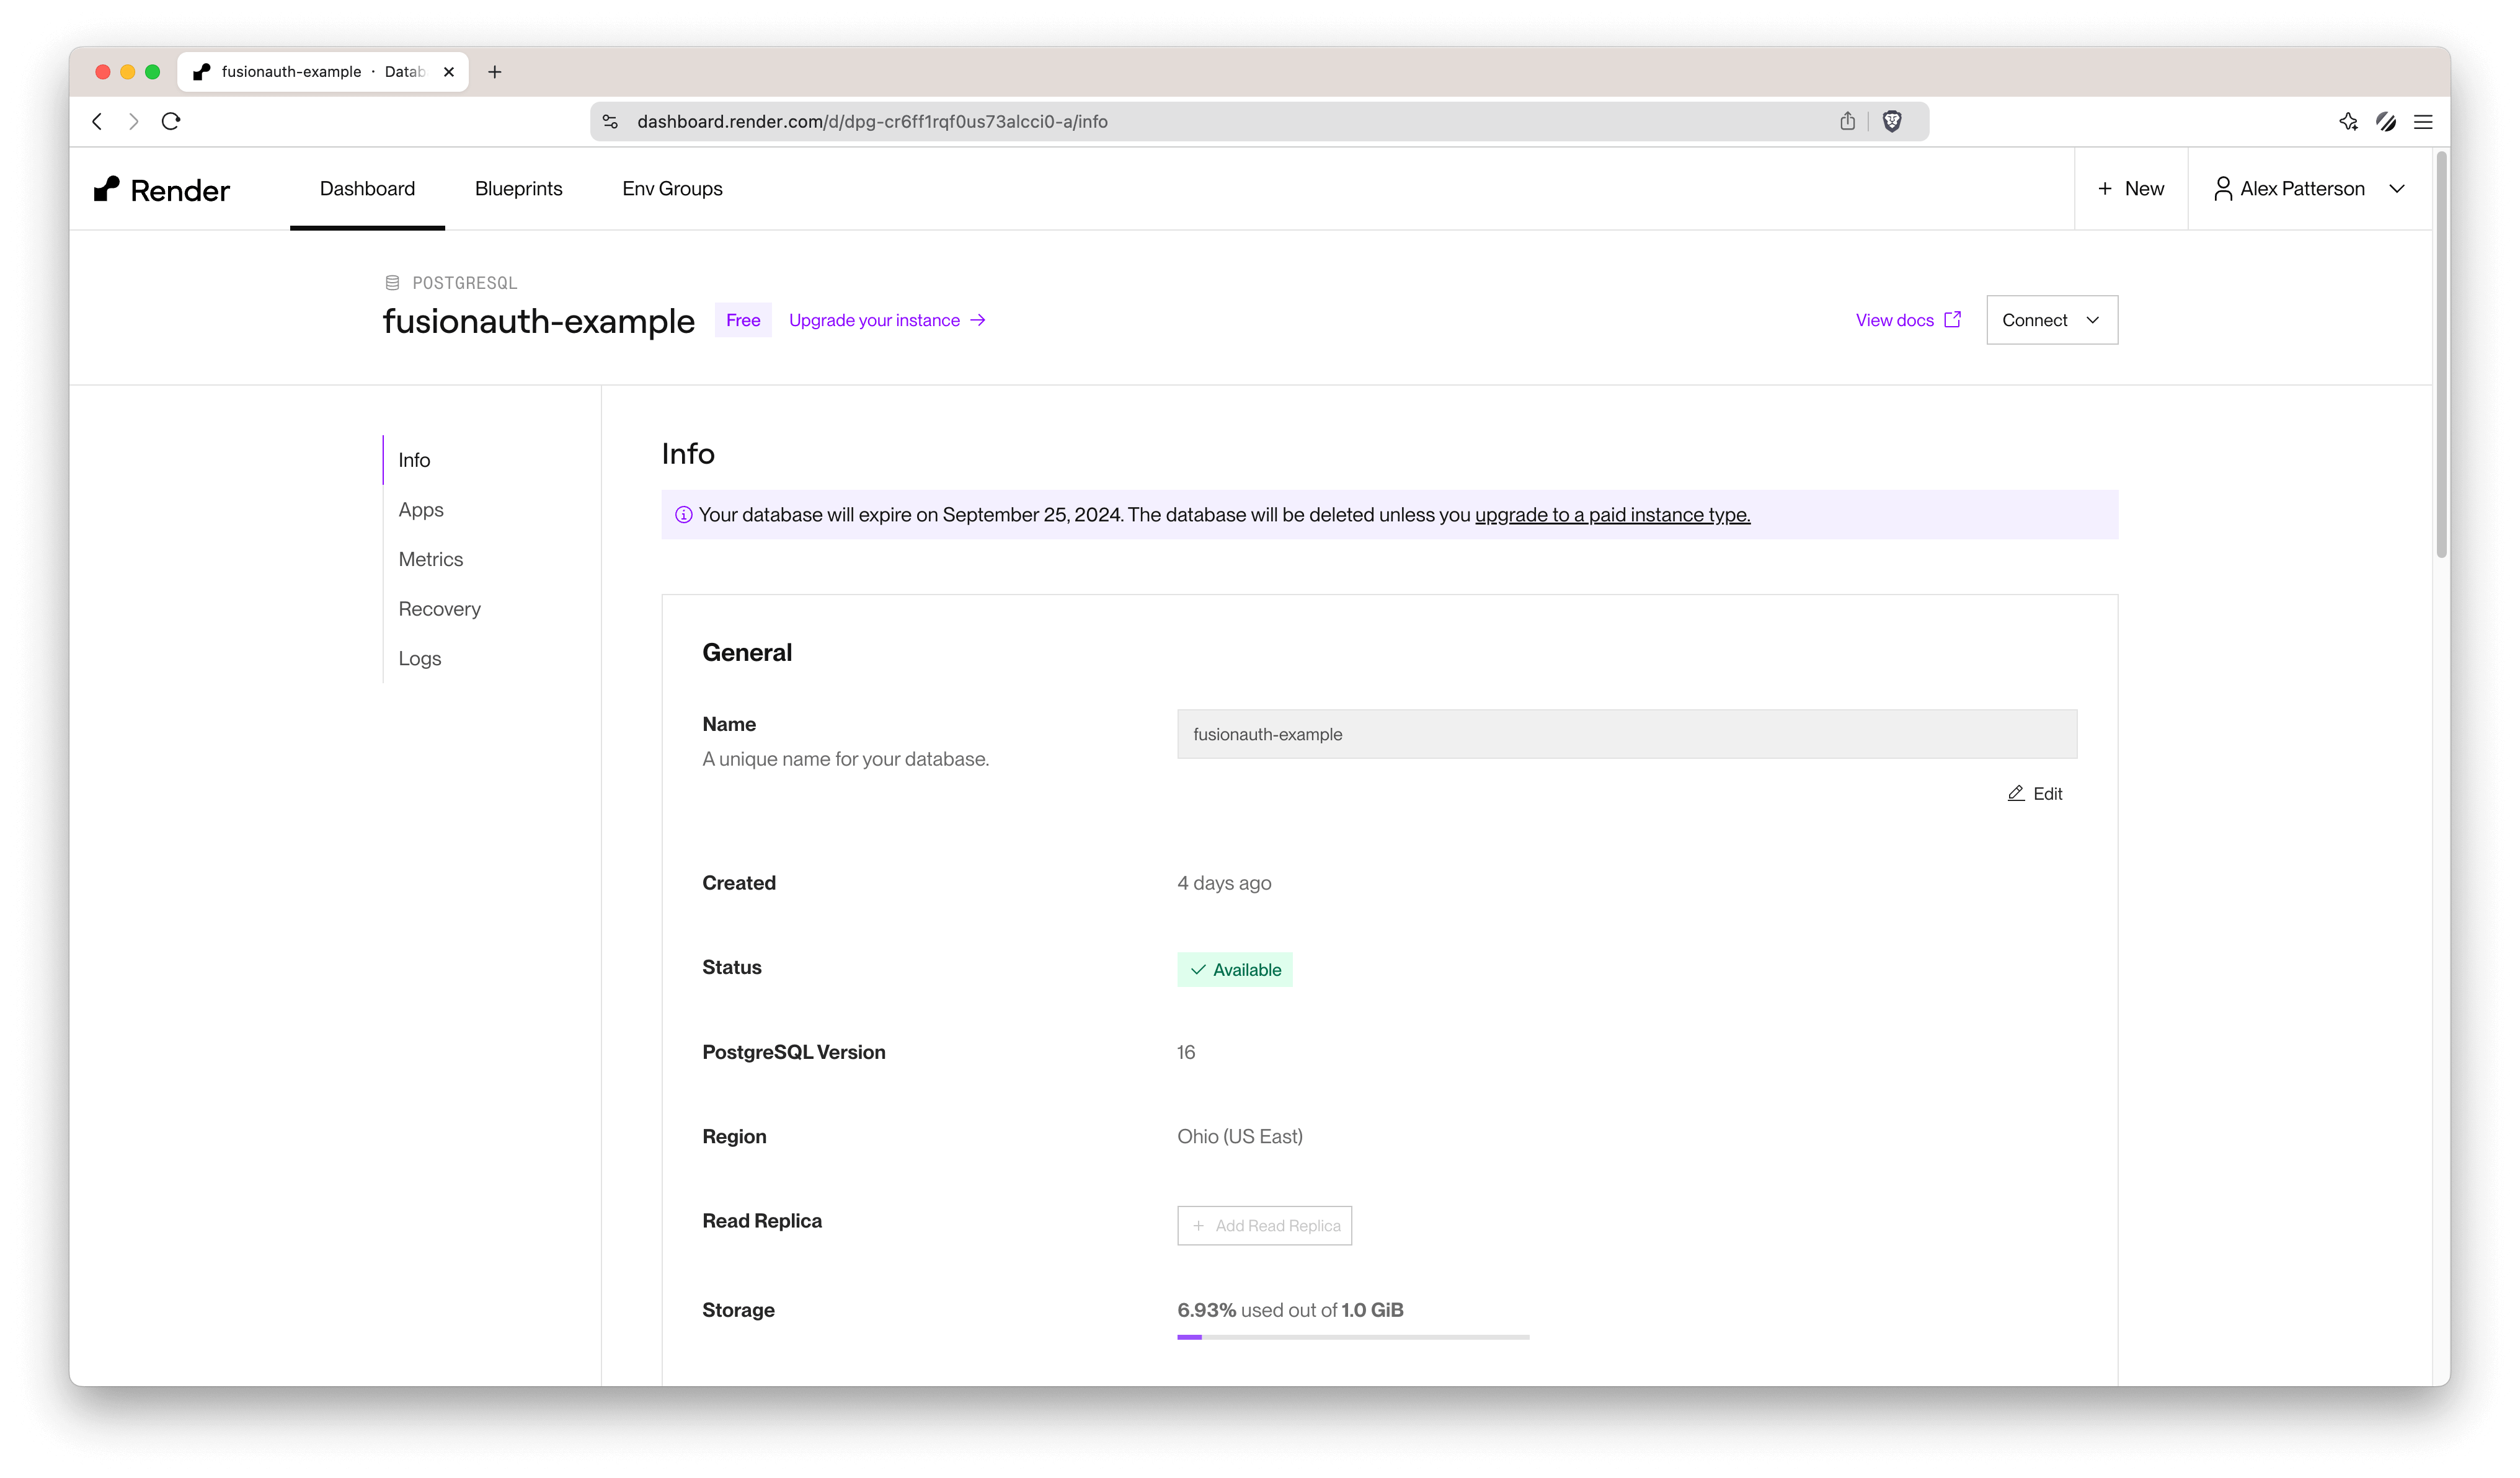 fusionauth-example · Datab
dashboard.render.com/d/dpg-cr6ff1rqf0us73alcci0-a/info
Render
Dashboard
Blueprints
Env Groups
+ New
Alex Patterson
POSTGRESQL
fusionauth-example
Free
Upgrade your instance →
View docs
Connect
Info
Apps
Metrics
Recovery
Logs
Info
Your database will expire on September 25, 2024. The database will be deleted unless you upgrade to a paid instance type.
General
Name
A unique name for your database.
fusionauth-example
Edit
Created
4 days ago
Status
Available
PostgreSQL Version
16
Region
Ohio (US East)
Read Replica
+ Add Read Replica
Storage
6.93% used out of 1.0 GiB